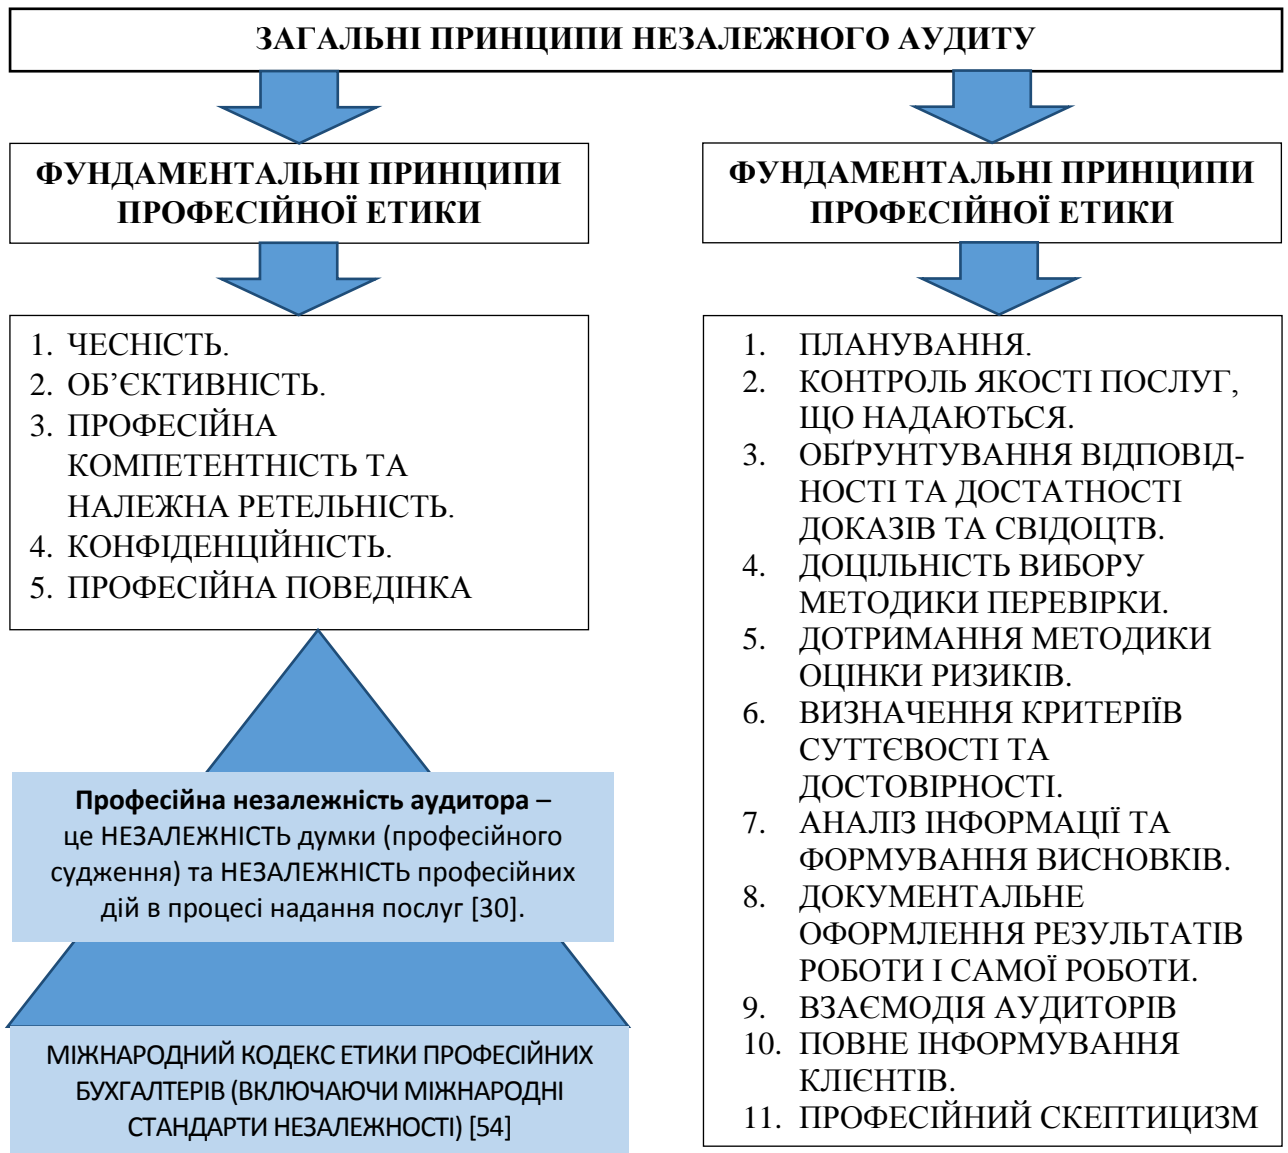 ЗАГАЛЬНІ ПРИНЦИПИ НЕЗАЛЕЖНОГО АУДИТУ
ФУНДАМЕНТАЛЬНІ ПРИНЦИПИ
ПРОФЕСІЙНОЇ ЕТИКИ
1. ЧЕСНІСТЬ.
2. ОБ’ЄКТИВНІСТЬ.
3. ПРОФЕСІЙНА
КОМПЕТЕНТНІСТЬ ТА
НАЛЕЖНА РЕТЕЛЬНІСТЬ.
4. КОНФІДЕНЦІЙНІСТЬ.
5. ПРОФЕСІЙНА ПОВЕДІНКА
Професійна незалежність аудитора –
це НЕЗАЛЕЖНІСТЬ думки (професійного
судження) та НЕЗАЛЕЖНІСТЬ професійних
дій в процесі надання послуг [30].
МІЖНАРОДНИЙ КОДЕКС ЕТИКИ ПРОФЕСІЙНИХ
БУХГАЛТЕРІВ (ВКЛЮЧАЮЧИ МІЖНАРОДНІ
СТАНДАРТИ НЕЗАЛЕЖНОСТІ) [54]
ФУНДАМЕНТАЛЬНІ ПРИНЦИПИ
ПРОФЕСІЙНОЇ ЕТИКИ
1. ПЛАНУВАННЯ.
2. КОНТРОЛЬ ЯКОСТІ ПОСЛУГ,
ЩО НАДАЮТЬСЯ.
3. ОБҐРУНТУВАННЯ ВІДПОВІД-
НОСТІ ТА ДОСТАТНОСТІ
ДОКАЗІВ ТА СВІДОЦТВ.
4. ДОЦІЛЬНІСТЬ ВИБОРУ
МЕТОДИКИ ПЕРЕВІРКИ.
5. ДОТРИМАННЯ МЕТОДИКИ
ОЦІНКИ РИЗИКІВ.
6. ВИЗНАЧЕННЯ КРИТЕРІЇВ
СУТТЄВОСТІ ТА
ДОСТОВІРНОСТІ.
7. АНАЛІЗ ІНФОРМАЦІЇ ТА
ФОРМУВАННЯ ВИСНОВКІВ.
8. ДОКУМЕНТАЛЬНЕ
ОФОРМЛЕННЯ РЕЗУЛЬТАТІВ
РОБОТИ І САМОЇ РОБОТИ.
9. ВЗАЄМОДІЯ АУДИТОРІВ
10. ПОВНЕ ІНФОРМУВАННЯ
КЛІЄНТІВ.
11. ПРОФЕСІЙНИЙ СКЕПТИЦИЗМ